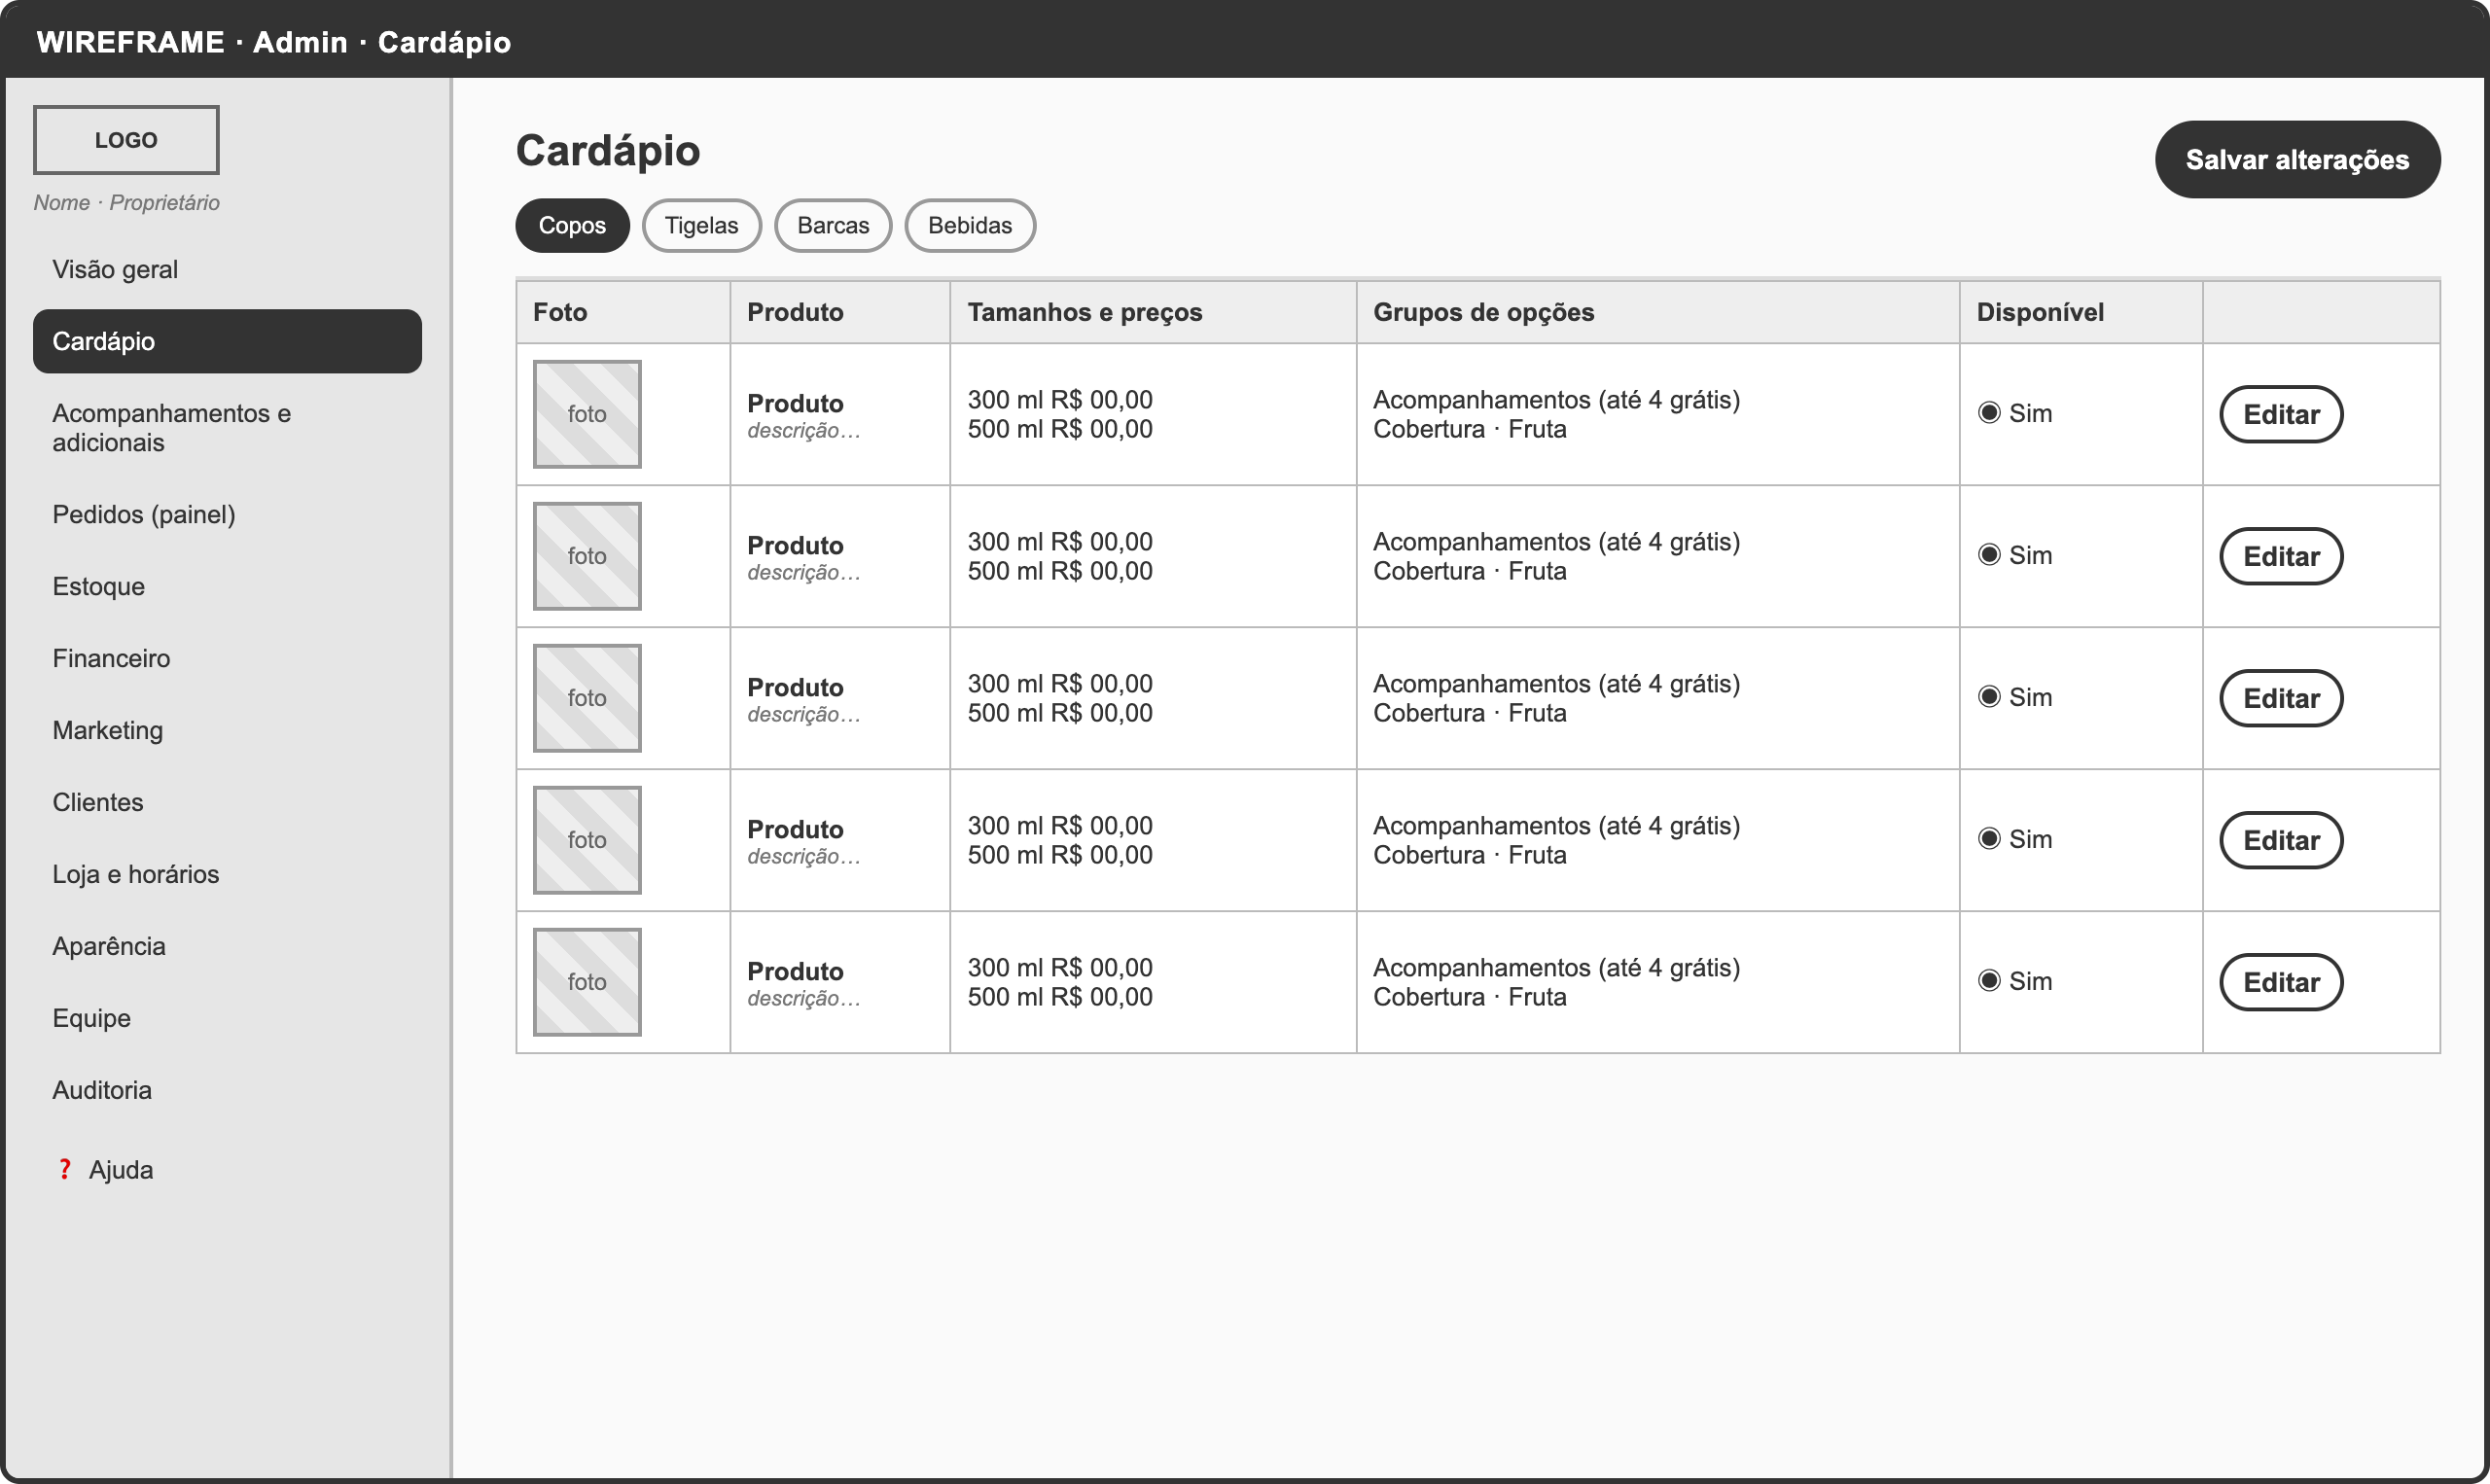 WIREFRAME · Admin · Cardápio
LOGO
Nome · Proprietário
Visão geral
Cardápio
Acompanhamentos e
adicionais
Pedidos (painel)
Estoque
Financeiro
Marketing
Clientes
Loja e horários
Aparência
Equipe
Auditoria
? Ajuda
Cardápio
Salvar alterações
Copos Tigelas Barcas Bebidas
Foto Produto Tamanhos e preços Grupos de opções Disponível
foto
Produto
descrição…
300 ml R$ 00,00
500 ml R$ 00,00
Acompanhamentos (até 4 grátis)
Cobertura · Fruta
Sim
Editar
foto
Produto
descrição…
300 ml R$ 00,00
500 ml R$ 00,00
Acompanhamentos (até 4 grátis)
Cobertura · Fruta
Sim
Editar
foto
Produto
descrição…
300 ml R$ 00,00
500 ml R$ 00,00
Acompanhamentos (até 4 grátis)
Cobertura · Fruta
Sim
Editar
foto
Produto
descrição…
300 ml R$ 00,00
500 ml R$ 00,00
Acompanhamentos (até 4 grátis)
Cobertura · Fruta
Sim
Editar
foto
Produto
descrição…
300 ml R$ 00,00
500 ml R$ 00,00
Acompanhamentos (até 4 grátis)
Cobertura · Fruta
Sim
Editar